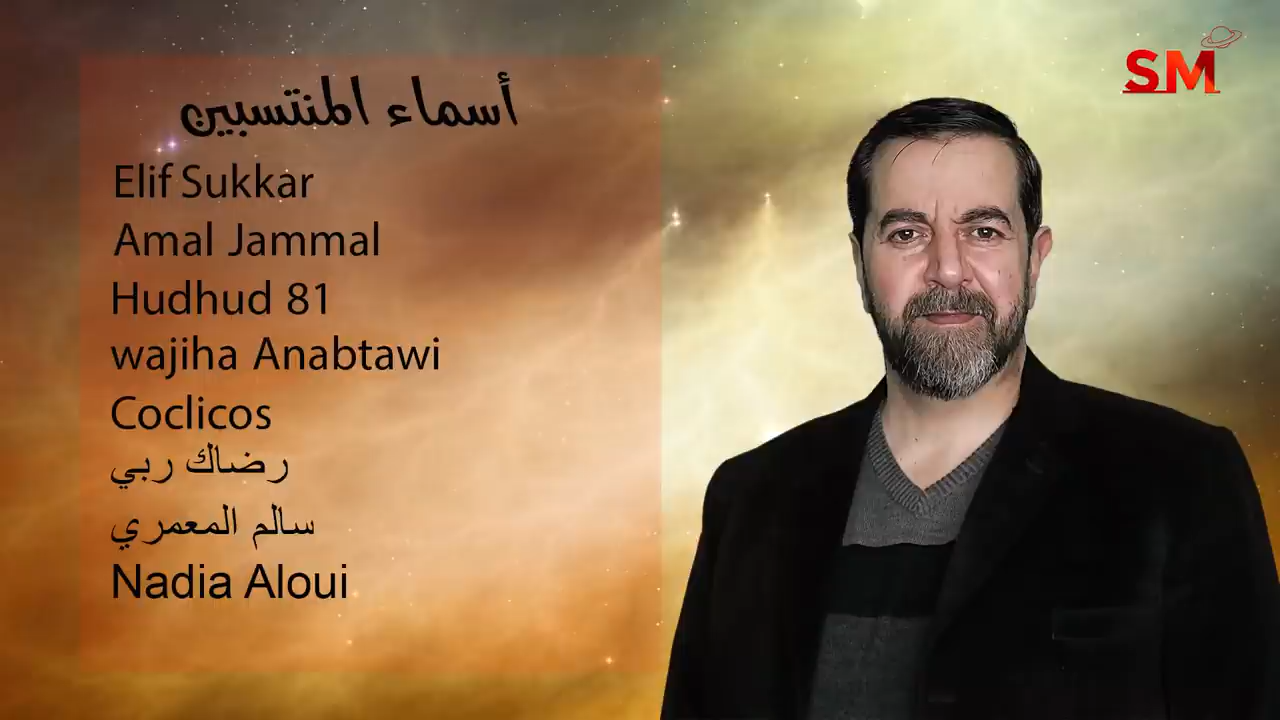 SM
أسماء المنتسبين
Elif Sukkar
Amal Jammal
Hudhud 81
wajiha Anabtawi
Coclicos
رضاك ربي
سالم المعمري
Nadia Aloui